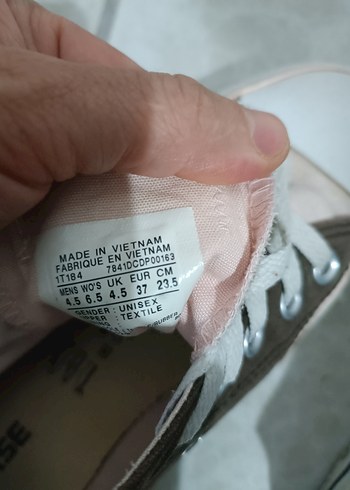 MADE IN VIETNAM
FABRIQUE EN VIETNAM
1T184 7841DCDP00163
MENS WO'S UK EUR CM
4.5 6.5 4.5 37 23.5
GENDER : UNISEX
: TEXTILE